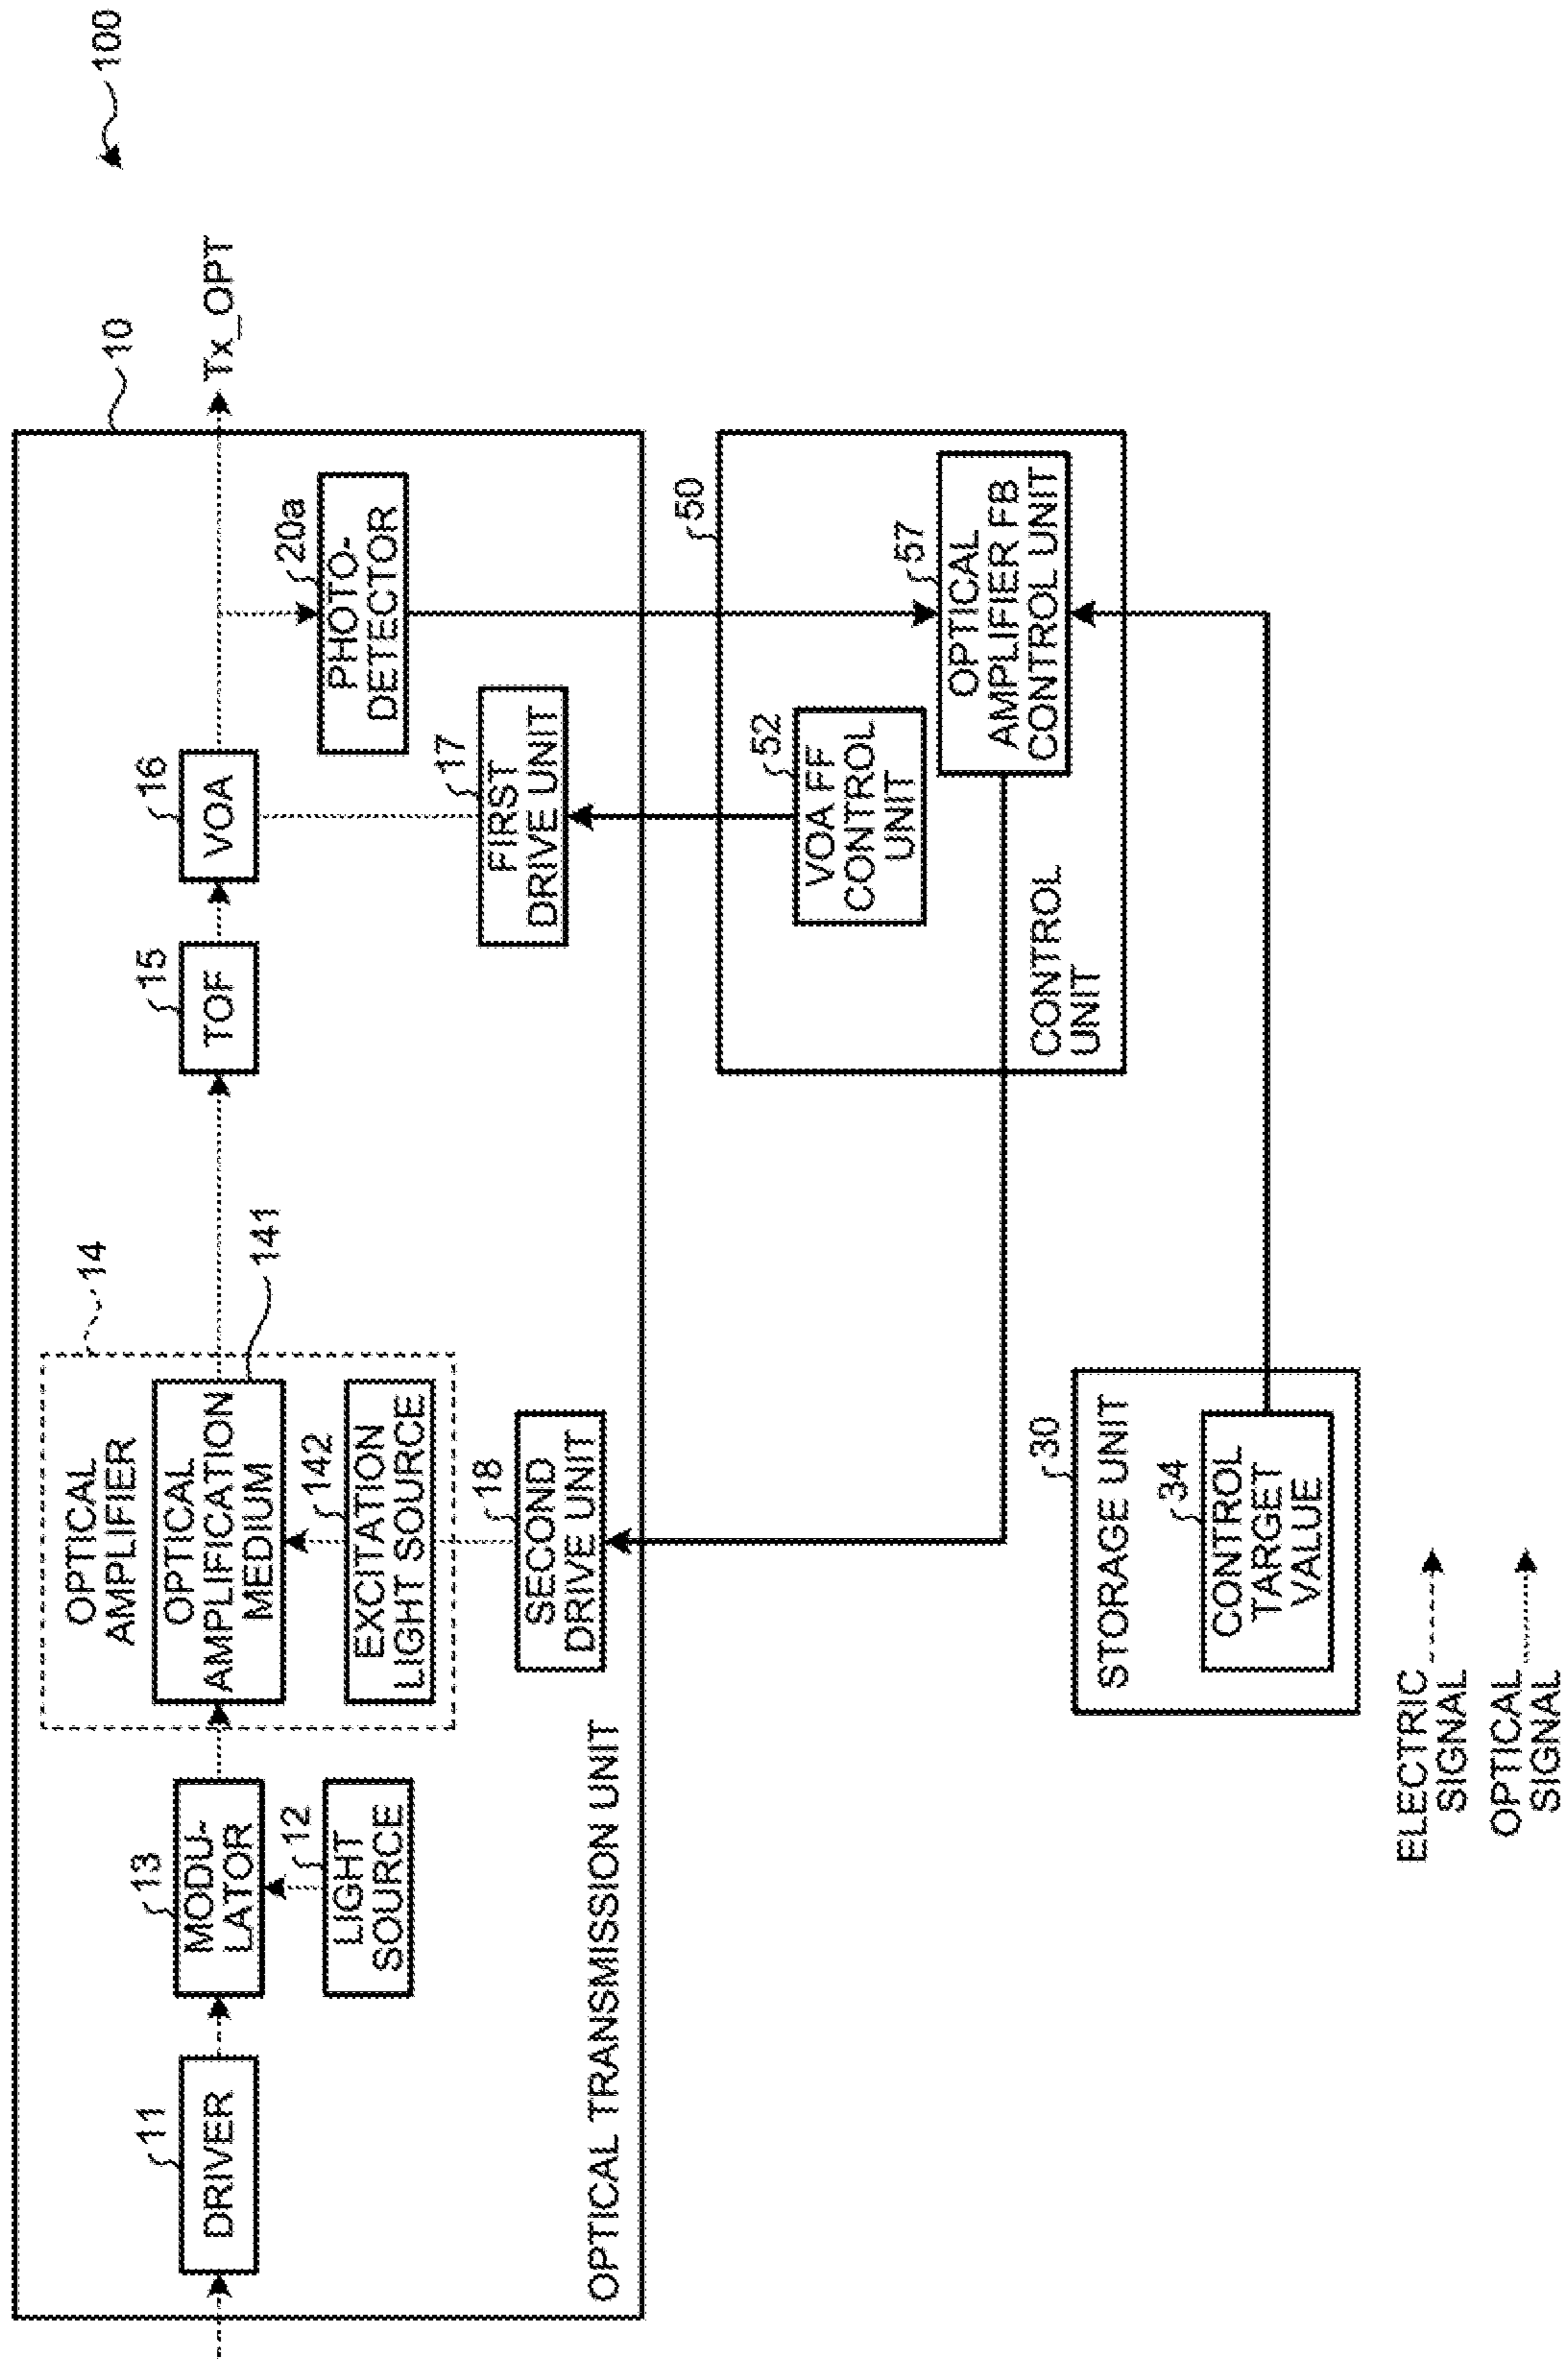 100
10
Tx_OPT
14
OPTICAL
AMPLIFIER
11
DRIVER
13
MODU-
LATOR
12
LIGHT
SOURCE
OPTICAL
AMPLIFICATION
MEDIUM
141
142
EXCITATION
LIGHT SOURCE
15
TOF
16
VOA
20a
PHOTO-
DETECTOR
18
SECOND
DRIVE UNIT
17
FIRST
DRIVE UNIT
OPTICAL TRANSMISSION UNIT
50
52
VOA FF
CONTROL
UNIT
57
OPTICAL
AMPLIFIER FB
CONTROL UNIT
CONTROL
UNIT
30
STORAGE UNIT
34
CONTROL
TARGET
VALUE
ELECTRIC
SIGNAL
OPTICAL
SIGNAL